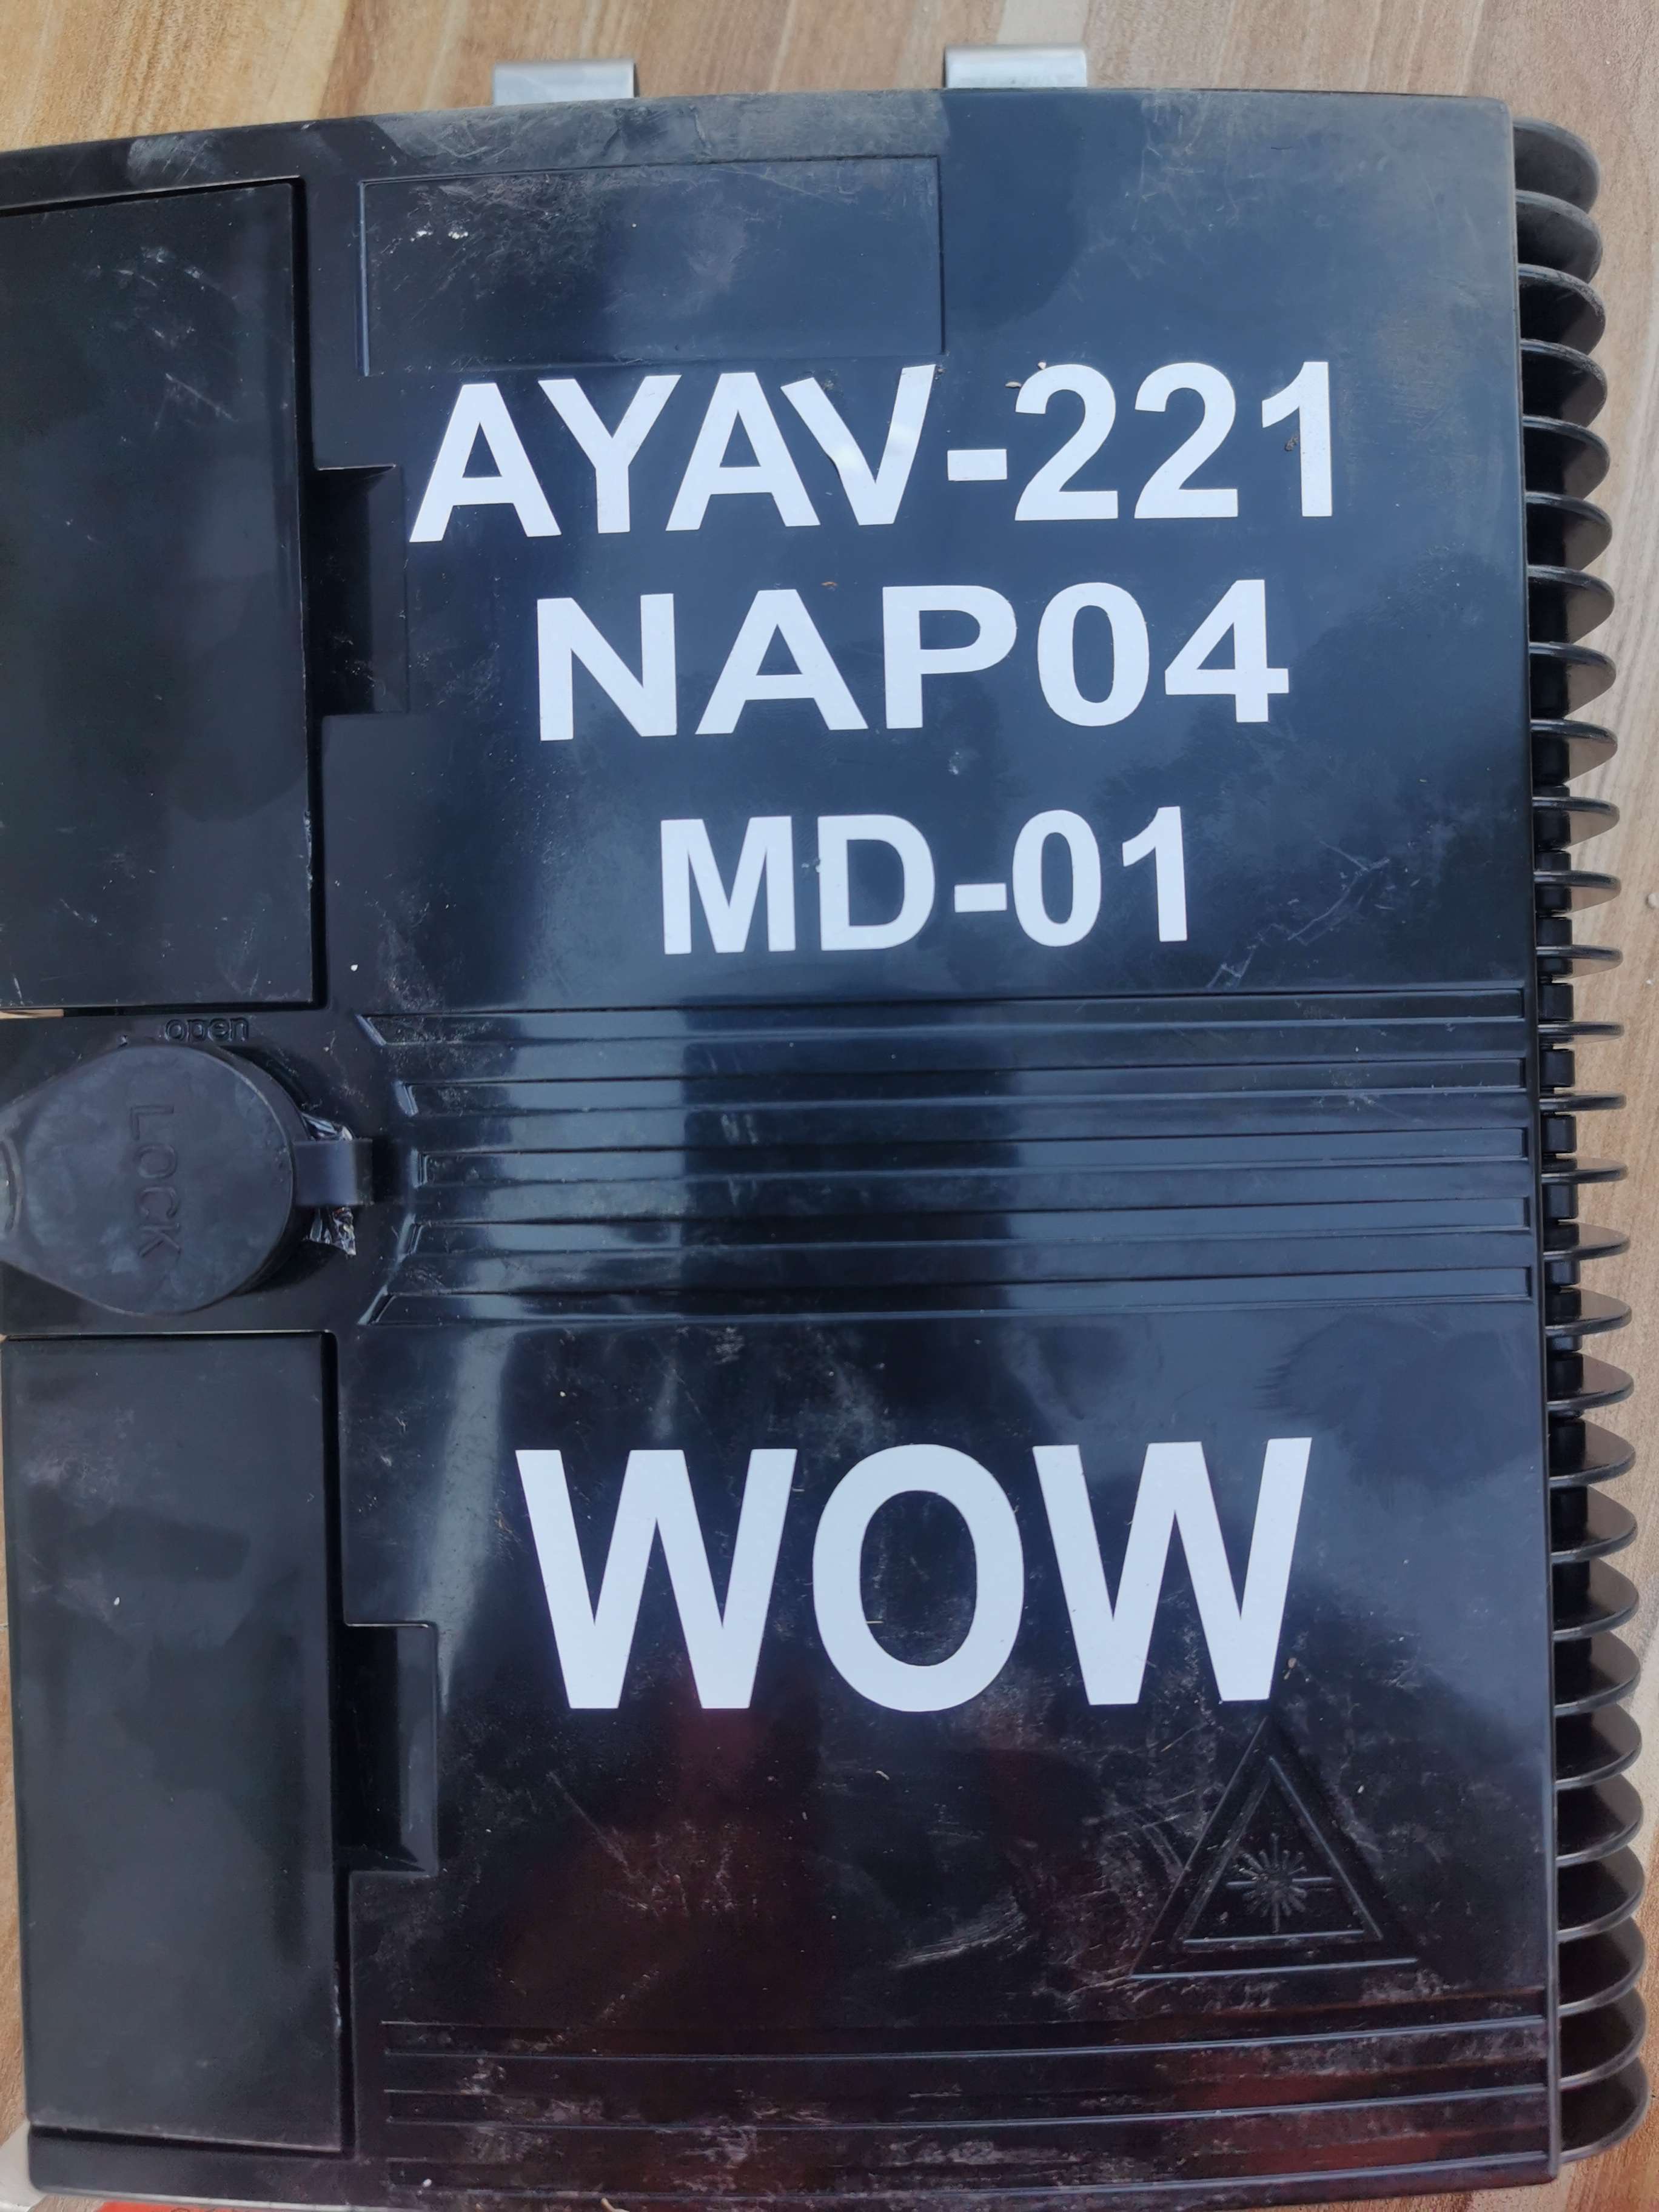 AYAV-221
NAP04
MD-01
open
LOCK
WOW